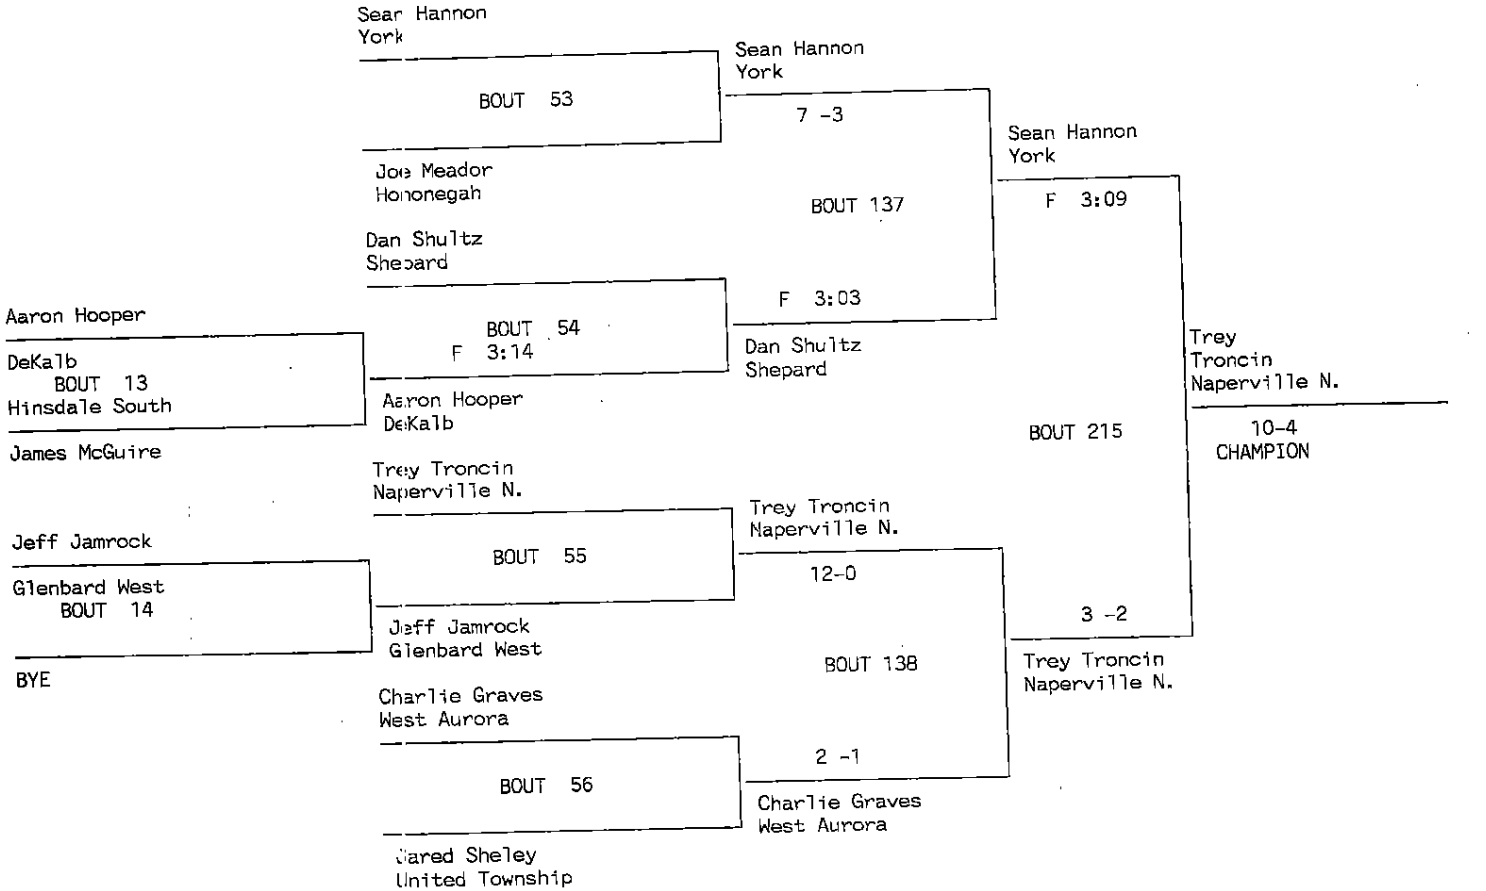 Sean Hannon
York
BOUT 53
Joe Meador
Hononegah
Sean Hannon
York
7 -3
BOUT 137
Dan Shultz
Shepard
BOUT 54
F 3:14
Aaron Hooper
DeKalb
BOUT 13
Hinsdale South
James McGuire
Aaron Hooper
DeKalb
F 3:03
Dan Shultz
Shepard
Sean Hannon
York
F 3:09
BOUT 215
Trey Troncin
Naperville N.
BOUT 55
Jeff Jamrock
Glenbard West
BOUT 14
BYE
Jeff Jamrock
Glenbard West
Trey Troncin
Naperville N.
12-0
BOUT 138
Charlie Graves
West Aurora
BOUT 56
Jared Sheley
United Township
2 -1
Charlie Graves
West Aurora
3 -2
Trey Troncin
Naperville N.
Trey
Troncin
Naperville N.
10-4
CHAMPION